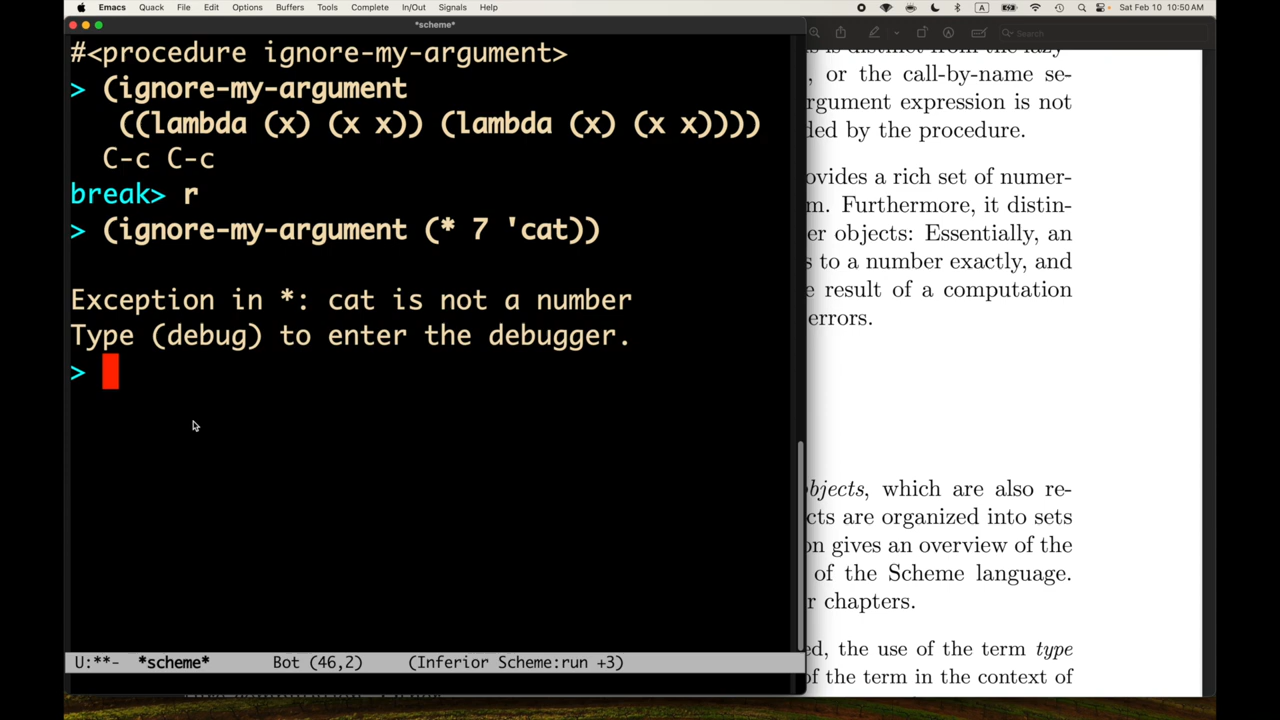 Emacs Quack File Edit Options Buffers Tools Complete In/Out Signals Help
A
Sat Feb 10 10:50 AM
*scheme*
Search
#<procedure ignore-my-argument>
> (ignore-my-argument
((lambda (x) (x x)) (lambda (x) (x x))))
C-c C-c
break> r
> (ignore-my-argument (* 7 'cat))
Exception in *: cat is not a number
Type (debug) to enter the debugger.
>
U:**- *scheme* Bot (46,2) (Inferior Scheme:run +3)
is distinct from the lazy
, or the call-by-name se-
rgument expression is not
ded by the procedure.
ovides a rich set of numer-
m. Furthermore, it distin-
er objects: Essentially, an
s to a number exactly, and
e result of a computation
errors.
objects, which are also re-
cts are organized into sets
on gives an overview of the
of the Scheme language.
r chapters.
ed, the use of the term type
of the term in the context of